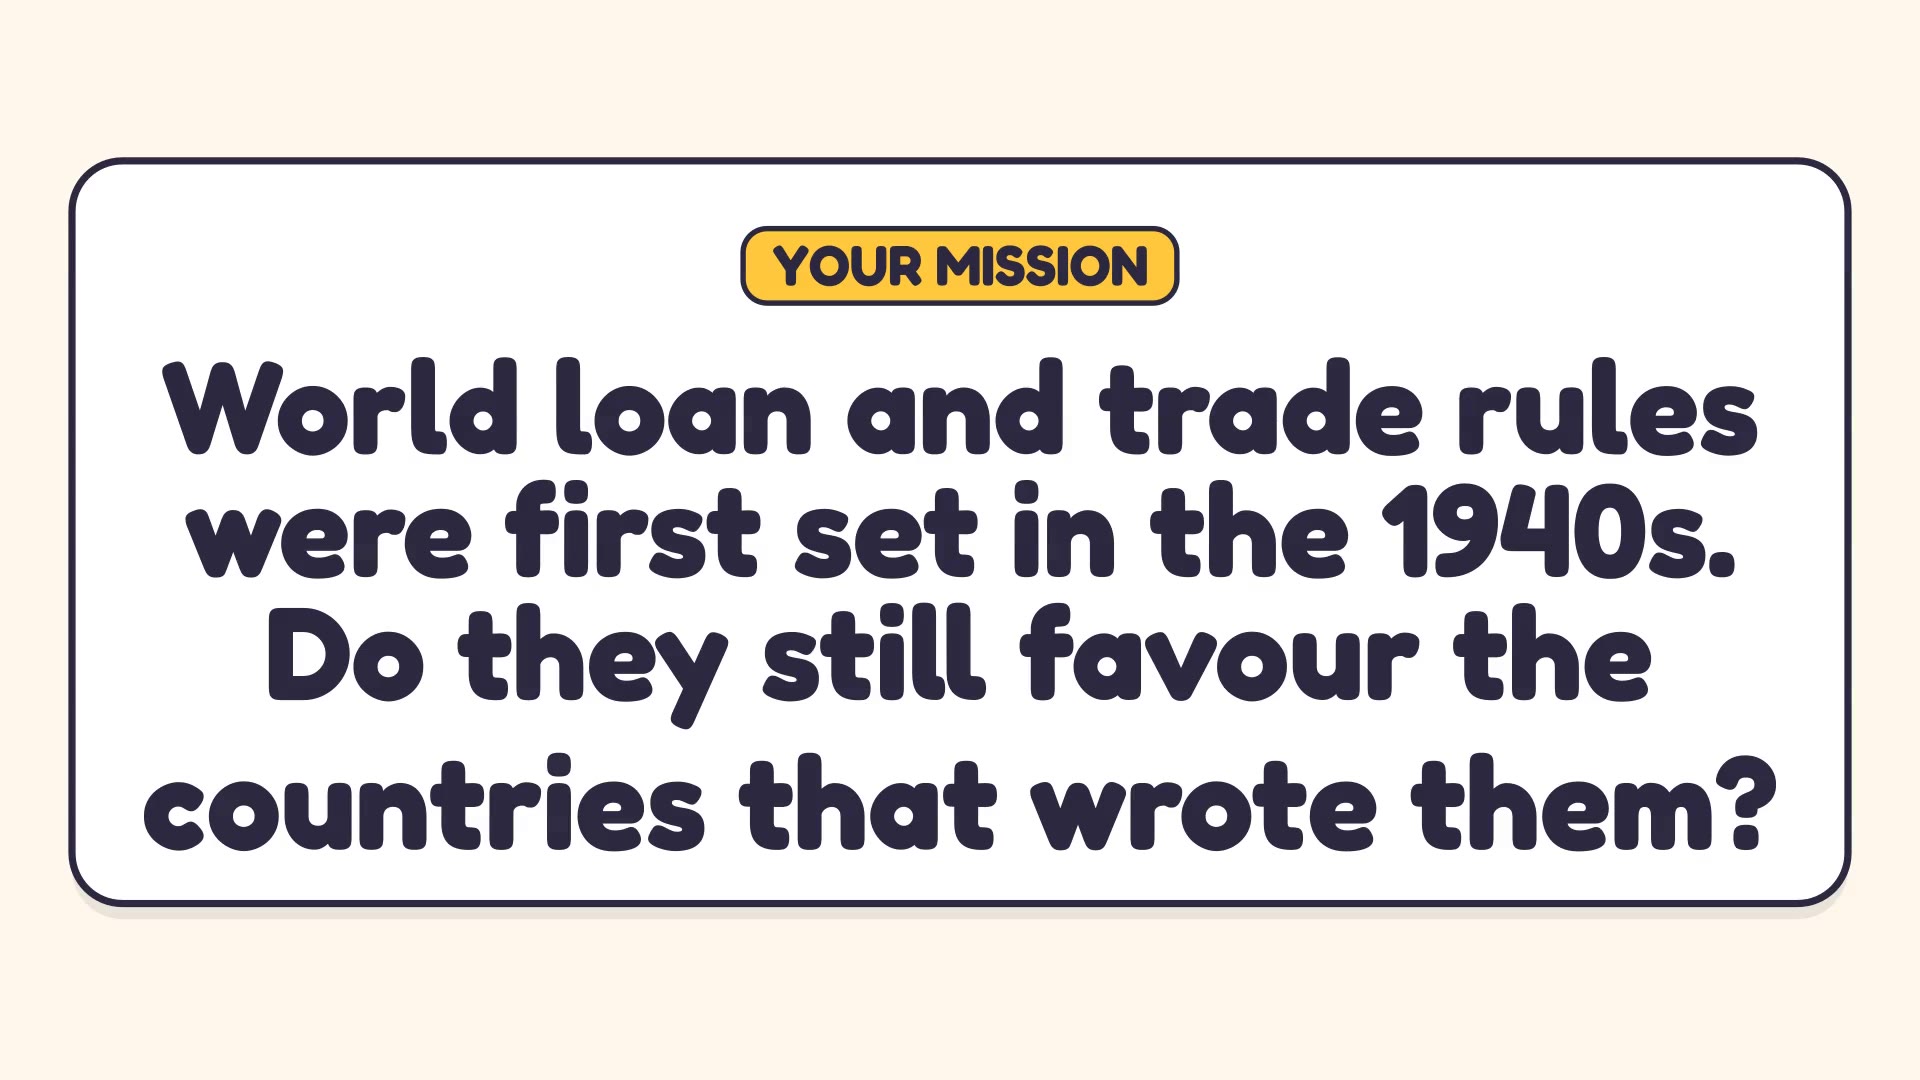 YOUR MISSION
World loan and trade rules
were first set in the 1940s.
Do they still favour the
countries that wrote them?